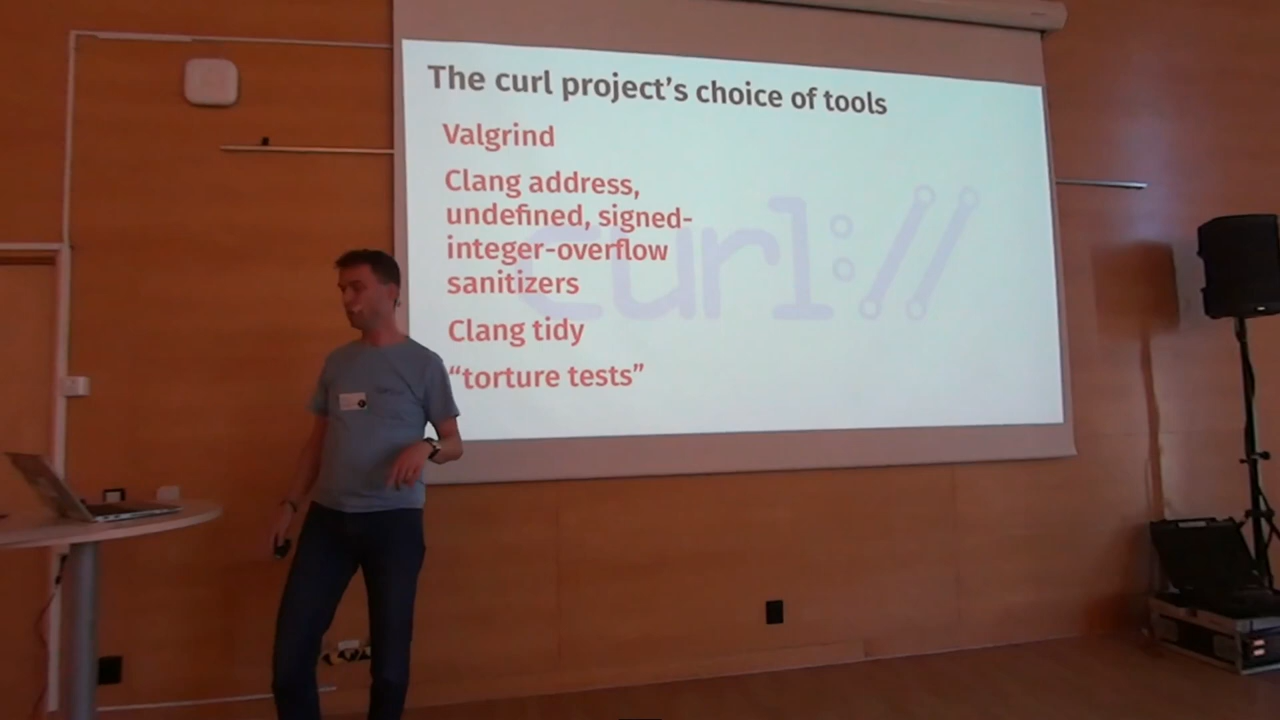 The curl project's choice of tools
Valgrind
Clang address,
undefined, signed-
integer-overflow
sanitizers
Clang tidy
“torture tests”
curl://